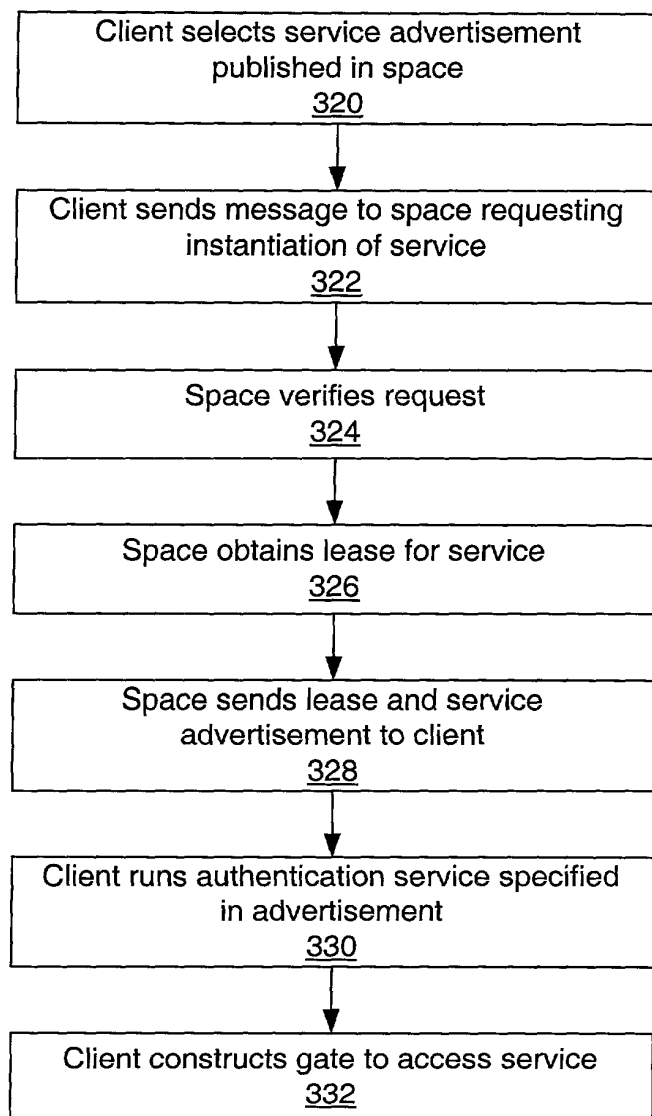 Client selects service advertisement
published in space
320
Client sends message to space requesting
instantiation of service
322
Space verifies request
324
Space obtains lease for service
326
Space sends lease and service
advertisement to client
328
Client runs authentication service specified
in advertisement
330
Client constructs gate to access service
332